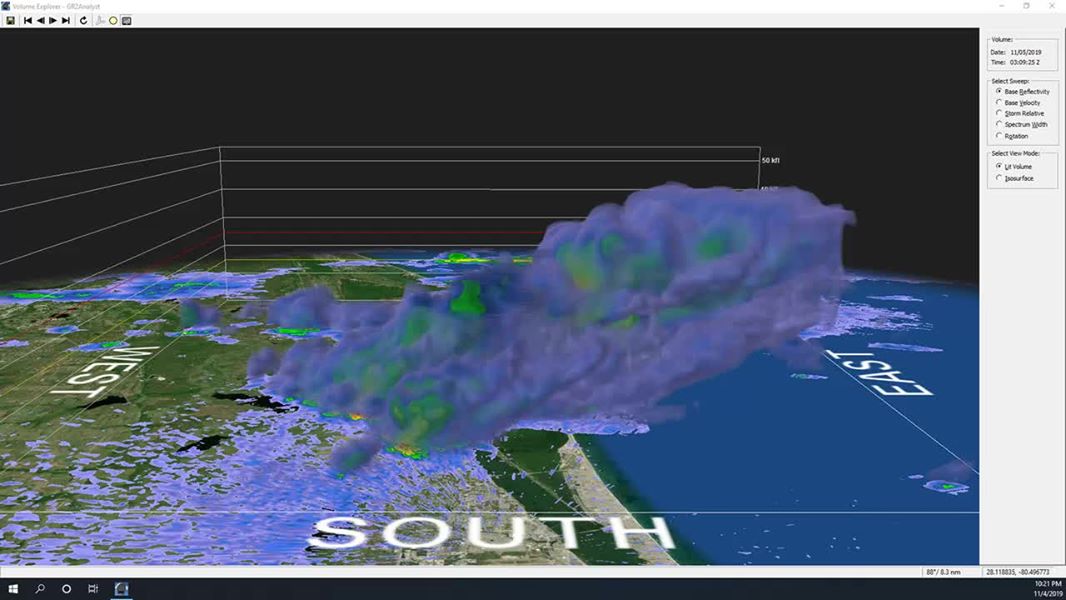 Volume Explorer - GR2Analyst
Volume:
Date: 11/05/2019
Time: 03:09:25 Z
Select Sweep:
Base Reflectivity
Base Velocity
Storm Relative
Spectrum Width
Rotation
Select View Mode:
Lit Volume
Isosurface
50 kft
WEST
EAST
SOUTH
88°/ 8.3 nm
28.118835, -80.496773
10:21 PM
11/4/2019